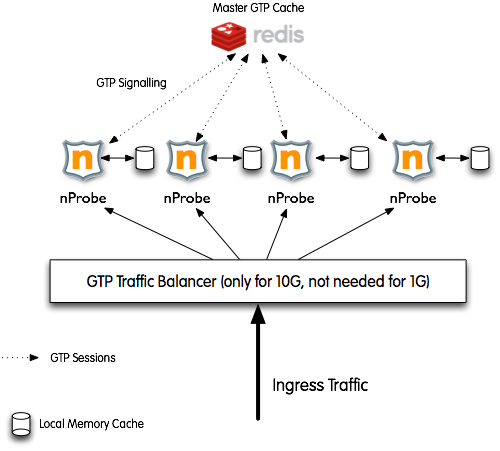 Master GTP Cache
redis
GTP Signalling
n n n n
nProbe nProbe nProbe nProbe
GTP Traffic Balancer (only for 10G, not needed for 1G)
GTP Sessions
Ingress Traffic
Local Memory Cache